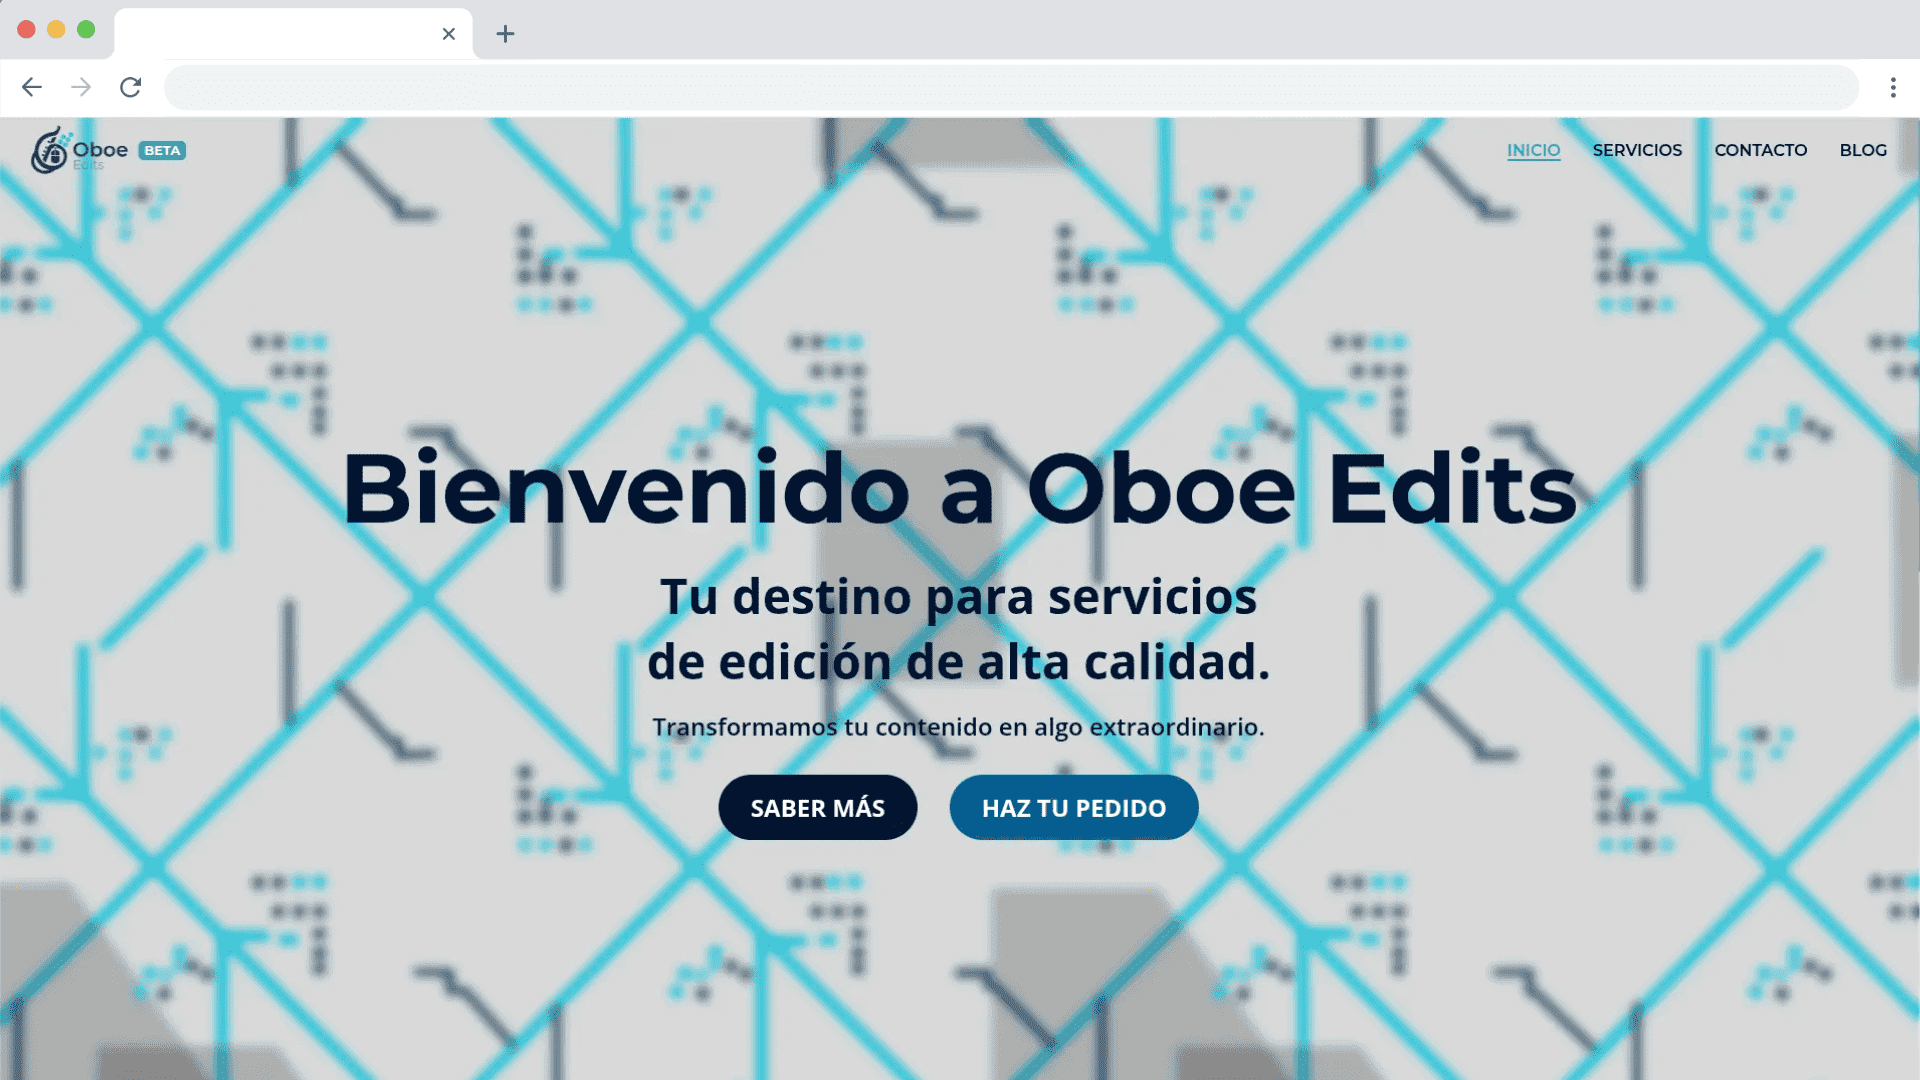 Oboe BETA
Edits
INICIO SERVICIOS CONTACTO BLOG
Bienvenido a Oboe Edits
Tu destino para servicios
de edición de alta calidad.
Transformamos tu contenido en algo extraordinario.
SABER MÁS HAZ TU PEDIDO